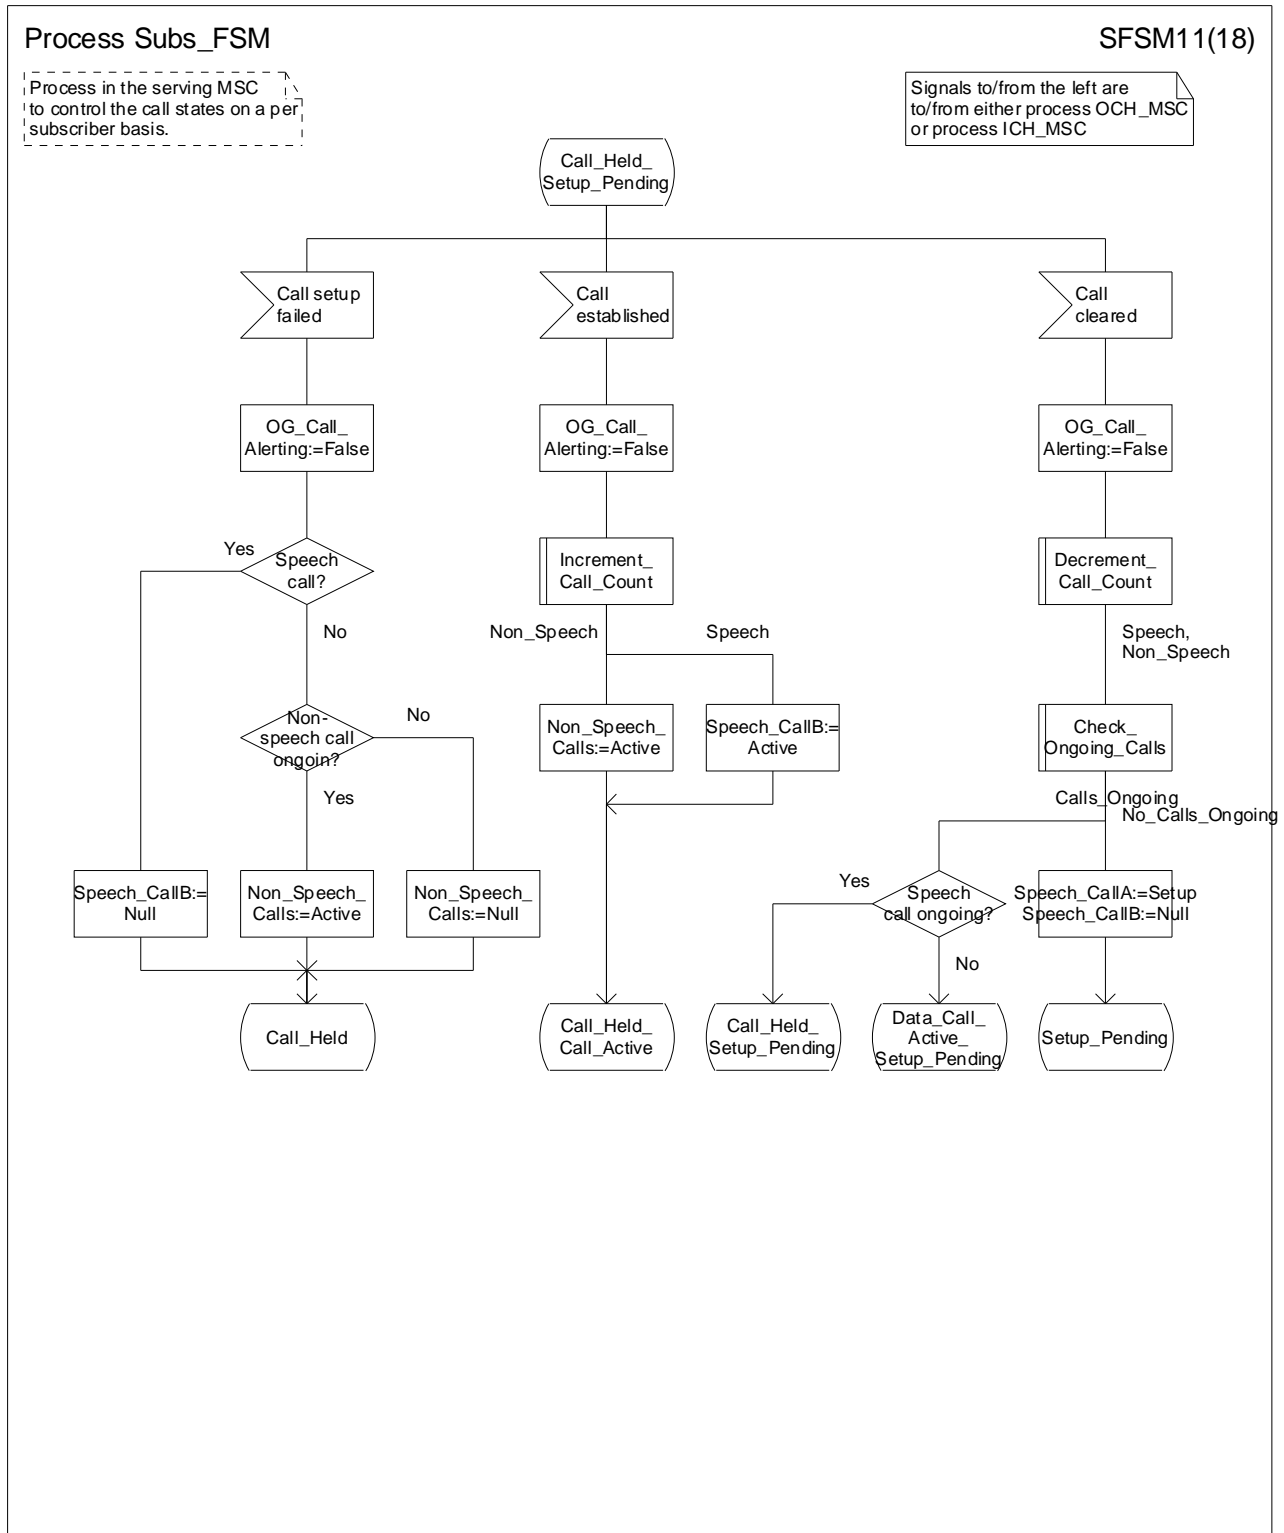 Process Subs_FSM
SFSM11(18)
Process in the serving MSC
to control the call states on a per
subscriber basis.
Signals to/from the left are
to/from either process OCH_MSC
or process ICH_MSC
Call_Held_
Setup_Pending
Call setup
failed
Call
established
Call
cleared
OG_Call_
Alerting:=False
OG_Call_
Alerting:=False
OG_Call_
Alerting:=False
Yes
Speech
call?
No
Increment_
Call_Count
Decrement_
Call_Count
Non_Speech
Speech
Speech,
Non_Speech
Non-
speech call
ongoin?
No
Yes
Non_Speech_
Calls:=Active
Speech_CallB:=
Active
Check_
Ongoing_Calls
Calls_Ongoing
No_Calls_Ongoing
Speech_CallB:=
Null
Non_Speech_
Calls:=Active
Non_Speech_
Calls:=Null
Yes
Speech
call ongoing?
No
Speech_CallA:=Setup
Speech_CallB:=Null
Call_Held
Call_Held_
Call_Active
Call_Held_
Setup_Pending
Data_Call_
Active_
Setup_Pending
Setup_Pending